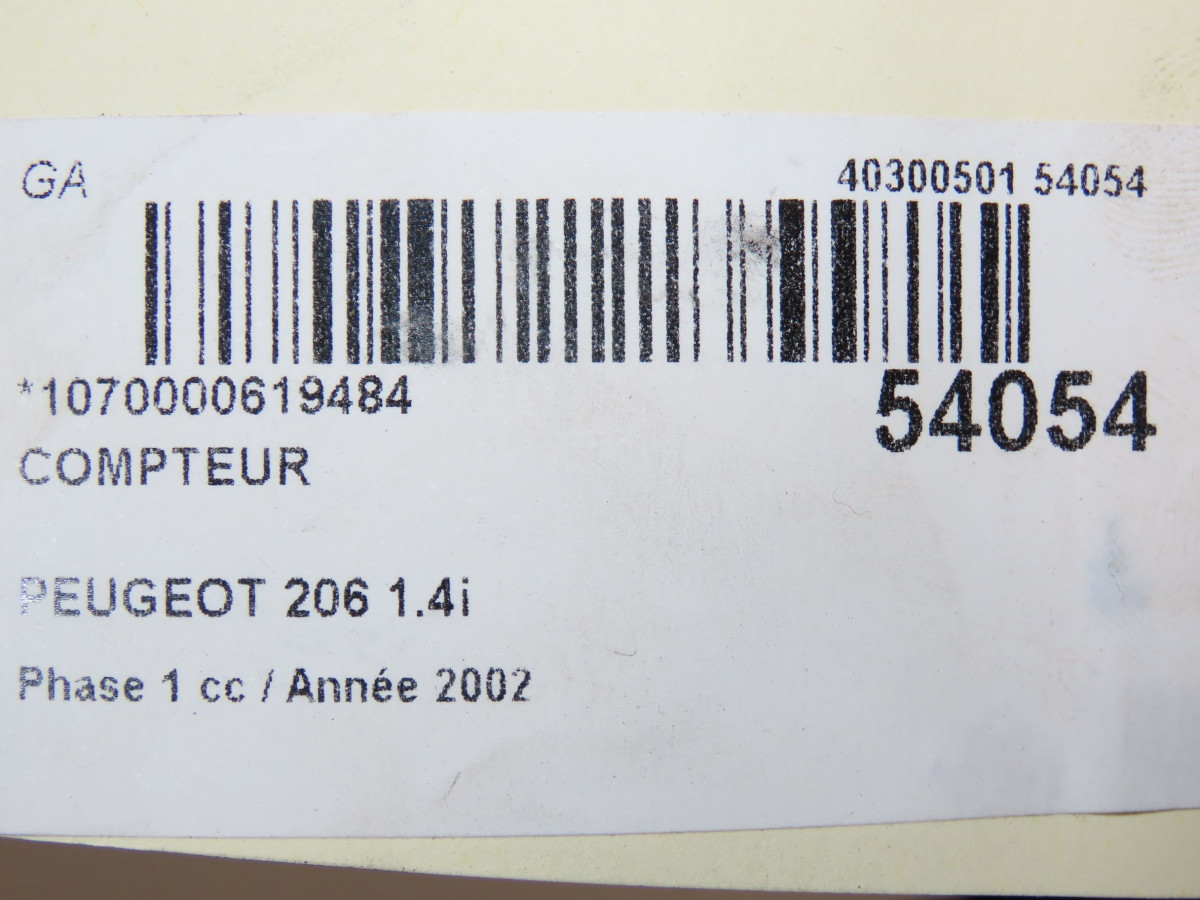 GA
40300501 54054
*1070000619484
54054
COMPTEUR
PEUGEOT 206 1.4i
Phase 1 cc / Année 2002